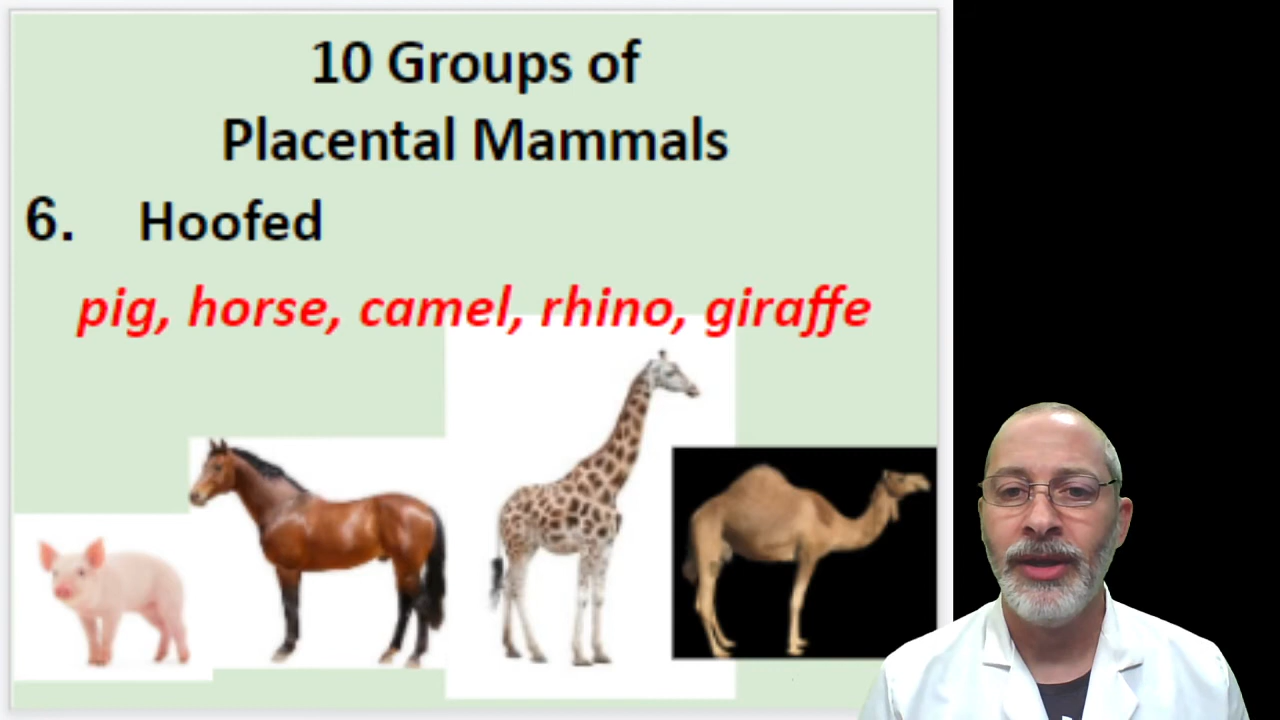 10 Groups of
Placental Mammals
6. Hoofed
pig, horse, camel, rhino, giraffe